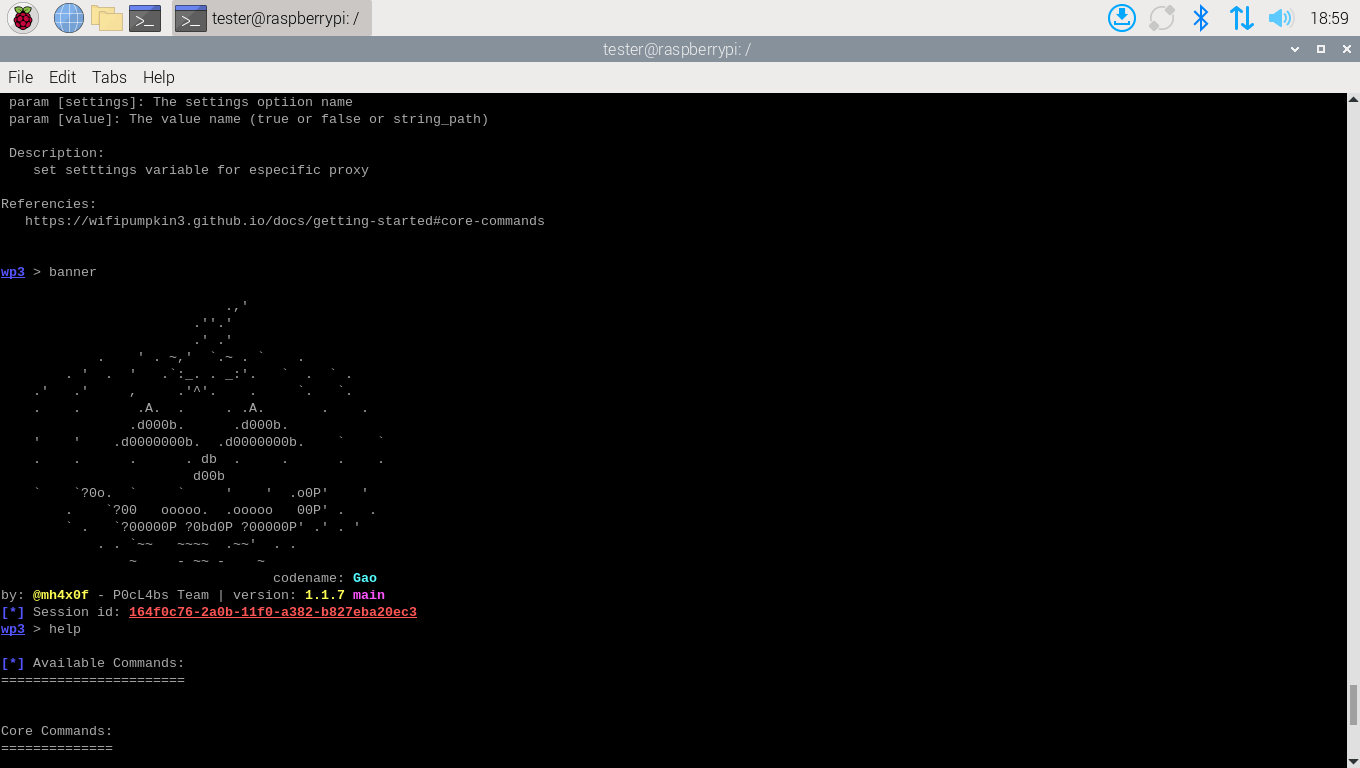 tester@raspberrypi: /
18:59
tester@raspberrypi: /
File Edit Tabs Help
param [settings]: The settings optiion name
param [value]: The value name (true or false or string_path)
Description:
set setttings variable for especific proxy
Referencies:
https://wifipumpkin3.github.io/docs/getting-started#core-commands
wp3 > banner
                            .,'
                        .''.'
                        .' .'
            .    ' . ~,'  `.~ . `    .
        . '  .  '   .`:_. . _:'.   `  .  ` .
    .'   .'     ,     .'^'.    .     `.   `.
    .    .       .A.  .     . .A.       .    .
                .d000b.      .d000b.
    '    '    .d0000000b.  .d0000000b.    `    `
    .    .      .      . db  .     .      .    .
                        d00b
    `    `?0o.  `     `     '    '  .o0P'    '
        .    `?00   ooooo.  .ooooo   00P' .   .
        ` .   `?00000P ?0bd0P ?00000P' .' . '
            . . `~~   ~~~~  .~~'  . .
                ~     - ~~ -    ~
codename: Gao
by: @mh4x0f - P0cL4bs Team | version: 1.1.7 main
[*] Session id: 164f0c76-2a0b-11f0-a382-b827eba20ec3
wp3 > help
[*] Available Commands:
=======================
Core Commands:
==============